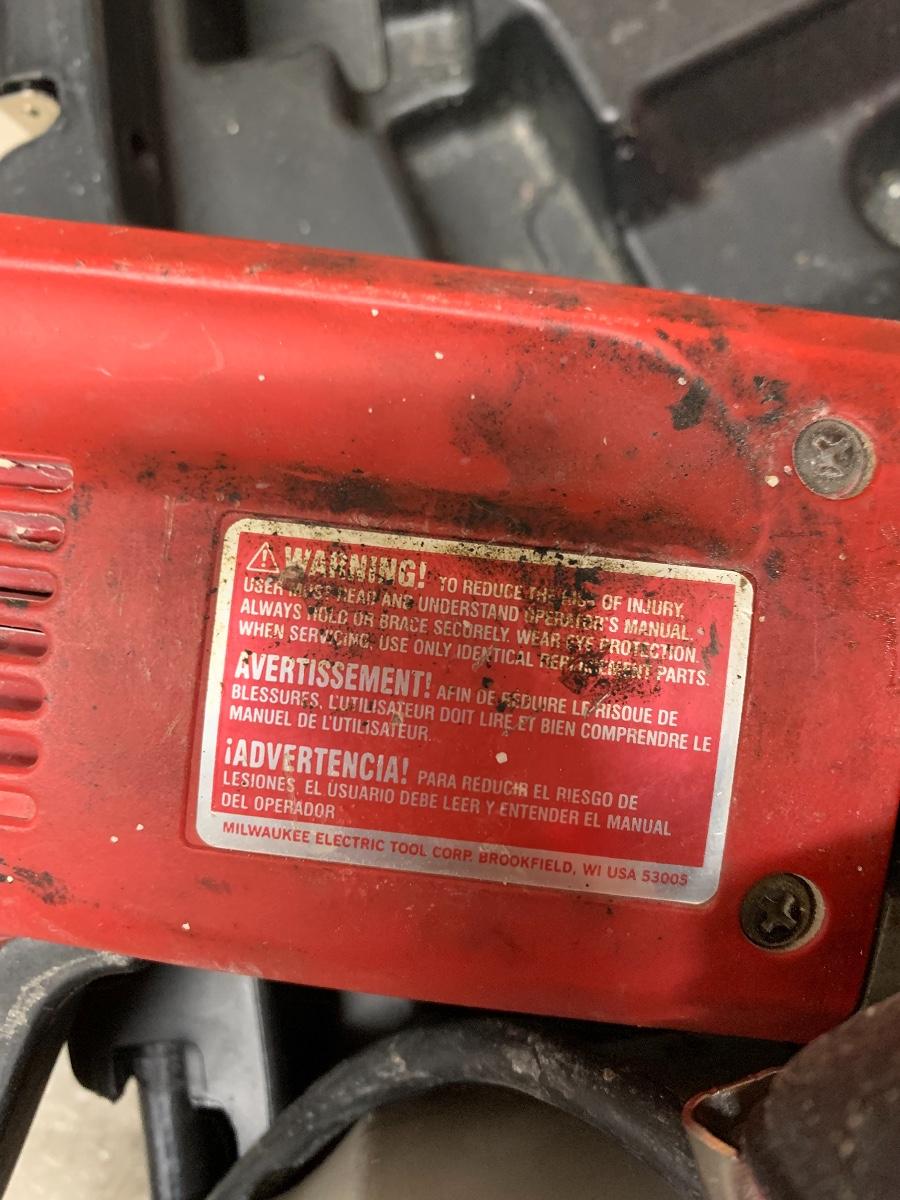 WARNING! TO REDUCE THE RISK OF INJURY,
USER MUST READ AND UNDERSTAND OPERATOR'S MANUAL.
ALWAYS HOLD OR BRACE SECURELY. WEAR EYE PROTECTION.
WHEN SERVICING, USE ONLY IDENTICAL REPLACEMENT PARTS.
AVERTISSEMENT! AFIN DE RÉDUIRE LE RISQUE DE
BLESSURES, L'UTILISATEUR DOIT LIRE ET BIEN COMPRENDRE LE
MANUEL DE L'UTILISATEUR.
¡ADVERTENCIA! PARA REDUCIR EL RIESGO DE
LESIONES, EL USUARIO DEBE LEER Y ENTENDER EL MANUAL
DEL OPERADOR
MILWAUKEE ELECTRIC TOOL CORP. BROOKFIELD, WI USA 53005